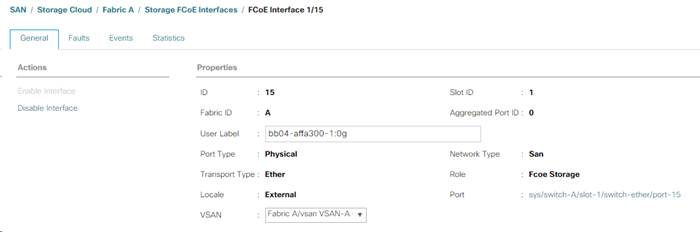 SAN / Storage Cloud / Fabric A / Storage FCoE Interfaces / FCoE Interface 1/15
General Faults Events Statistics
Actions
Enable Interface
Disable Interface
Properties
ID : 15 Slot ID : 1
Fabric ID : A Aggregated Port ID : 0
User Label : bb04-affa300-1:0g
Port Type : Physical Network Type : San
Transport Type : Ether Role : Fcoe Storage
Locale : External Port : sys/switch-A/slot-1/switch-ether/port-15
VSAN : Fabric A/vsan VSAN-A